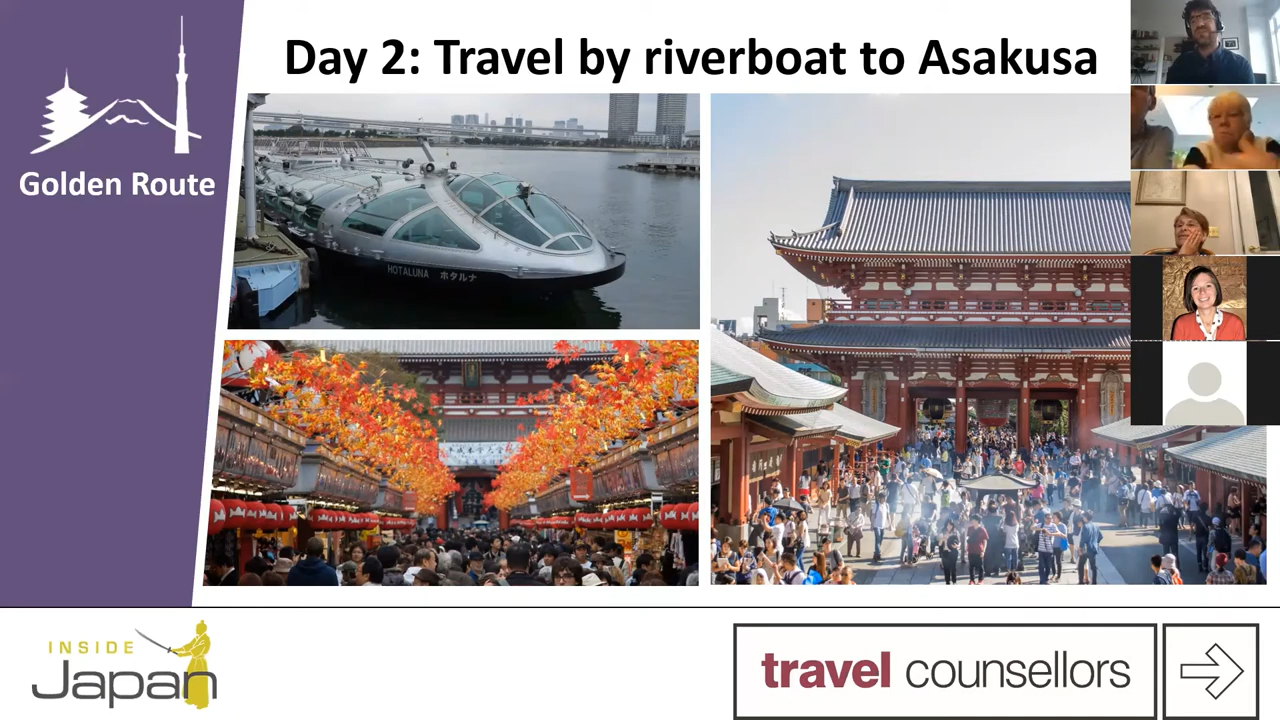 Day 2: Travel by riverboat to Asakusa
Golden Route
HOTALUNA ホタルナ
INSIDE
Japan
travel counsellors